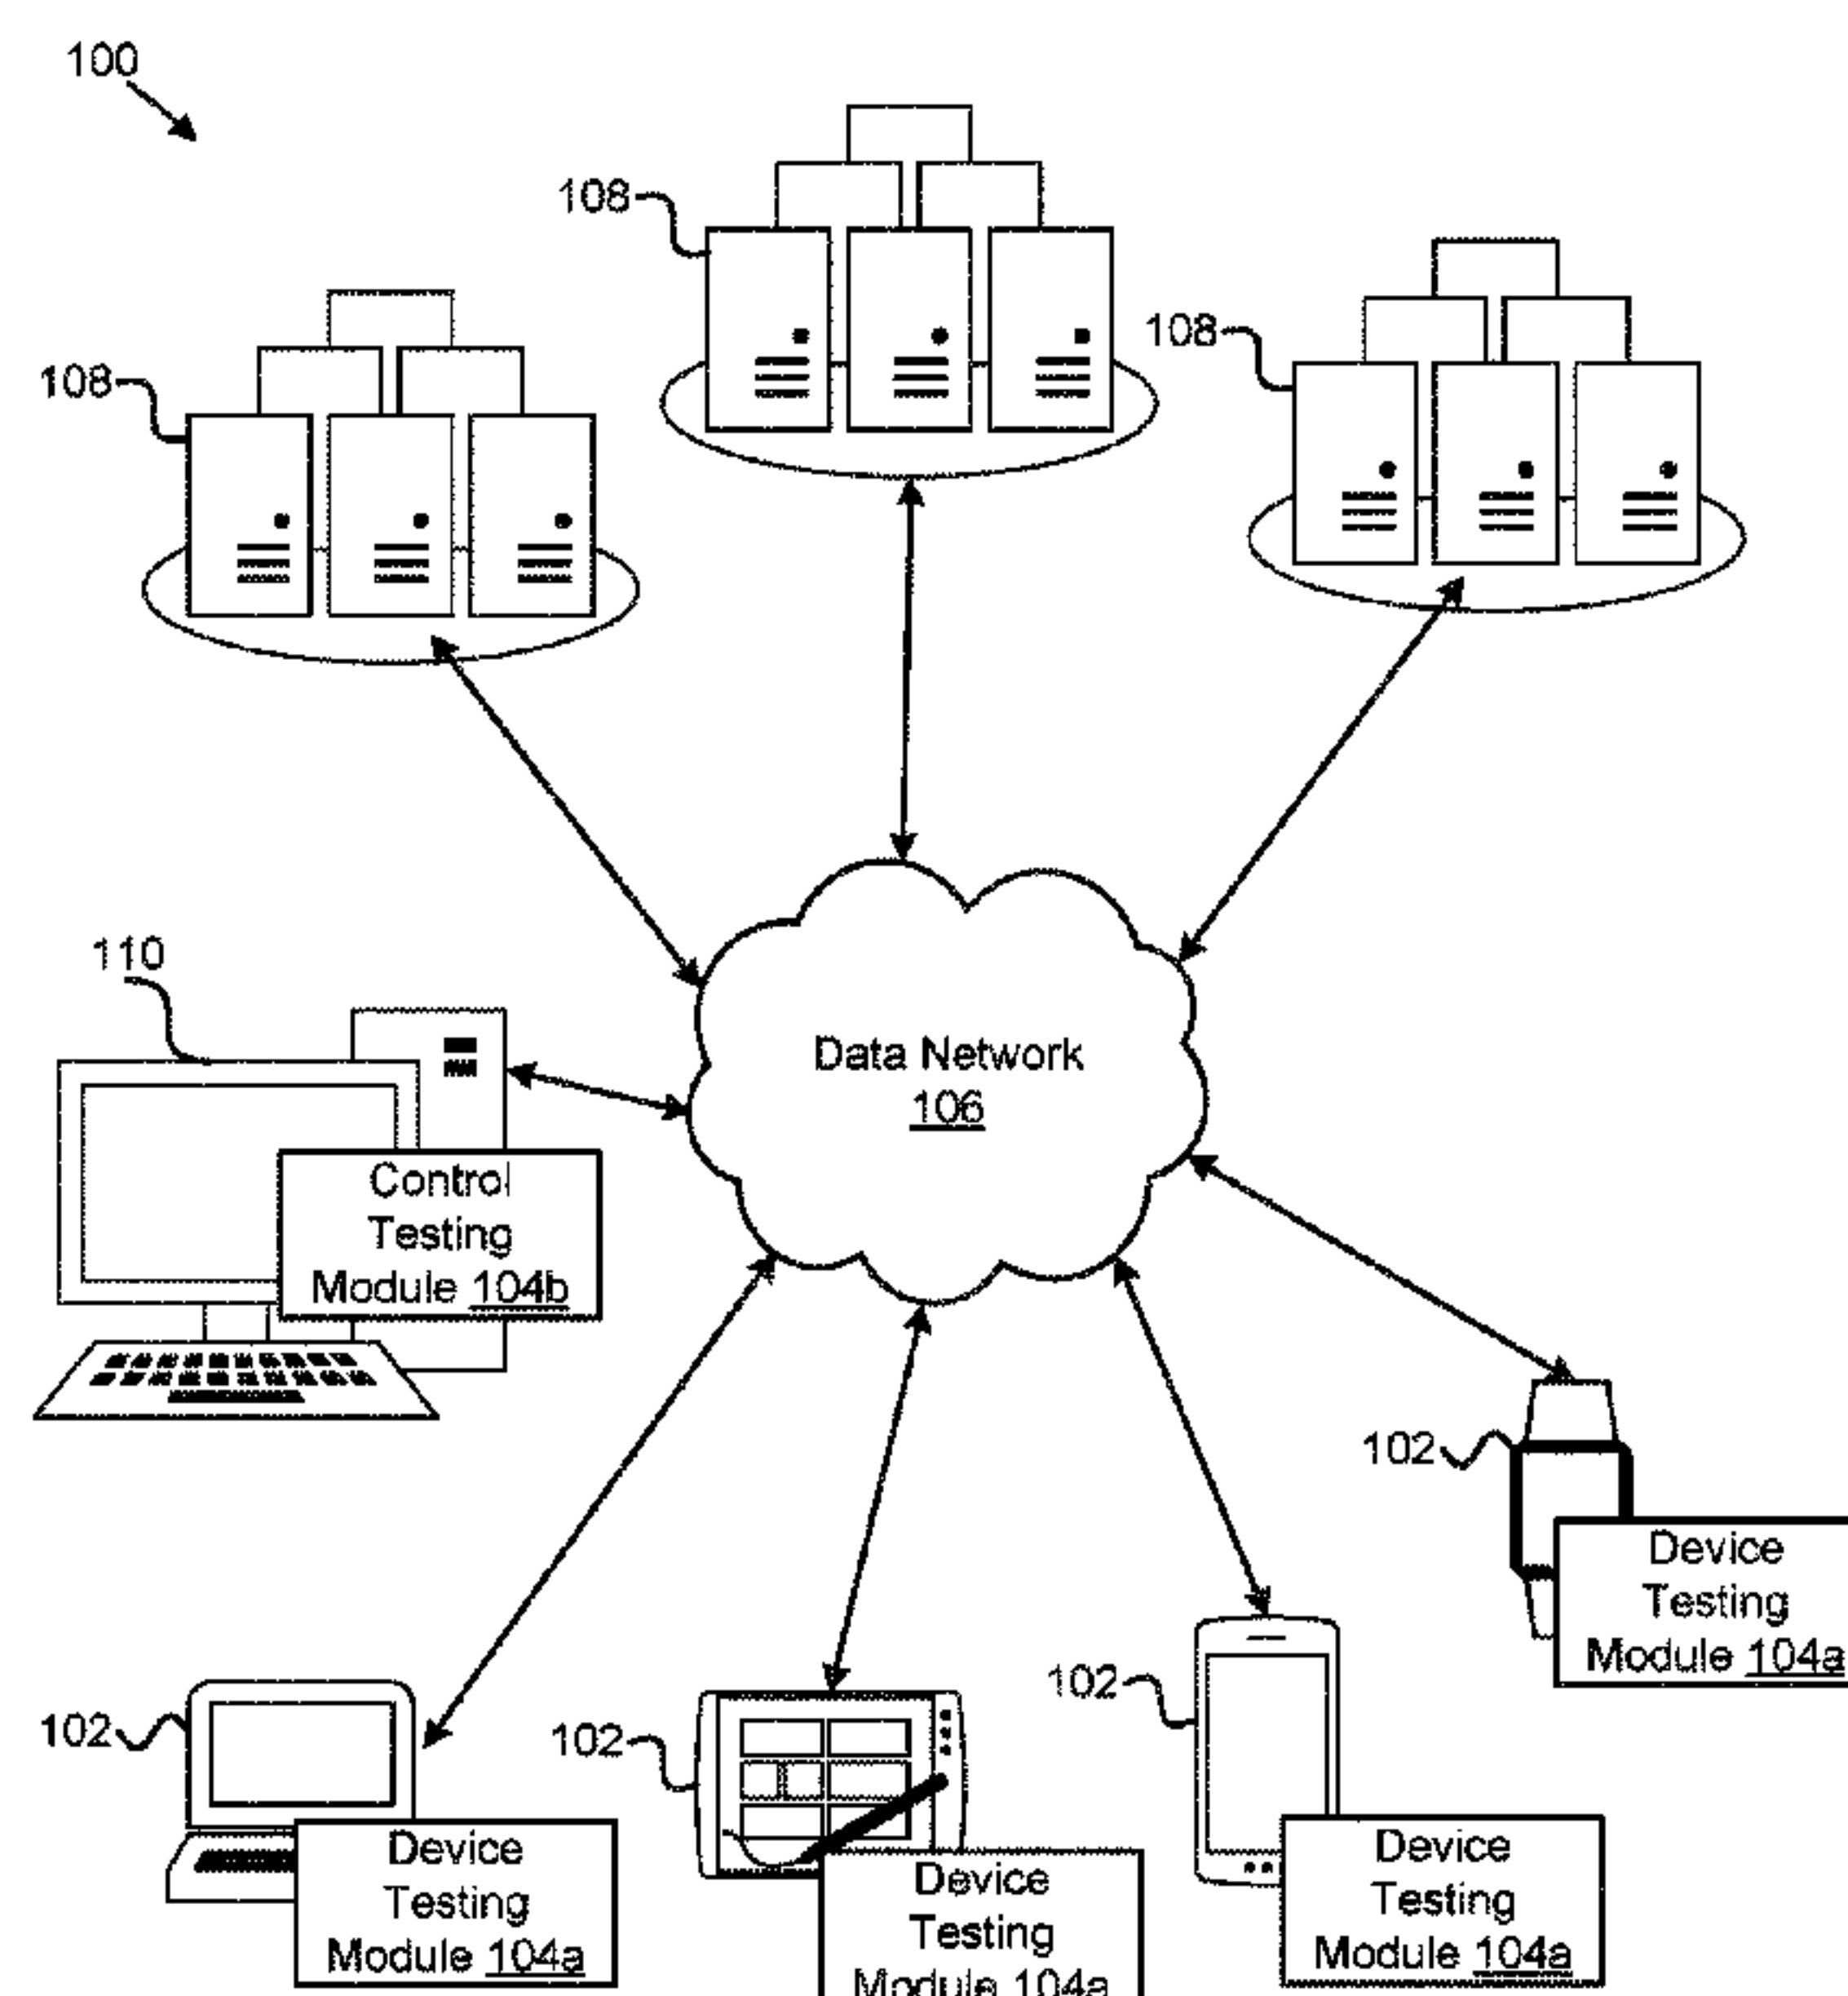 100
108
108
108
110
Data Network
106
Control
Testing
Module 104b
102
Device
Testing
Module 104a
102
102
102
Device
Testing
Module 104a
Device
Testing
Module 104a
Device
Testing
Module 104a